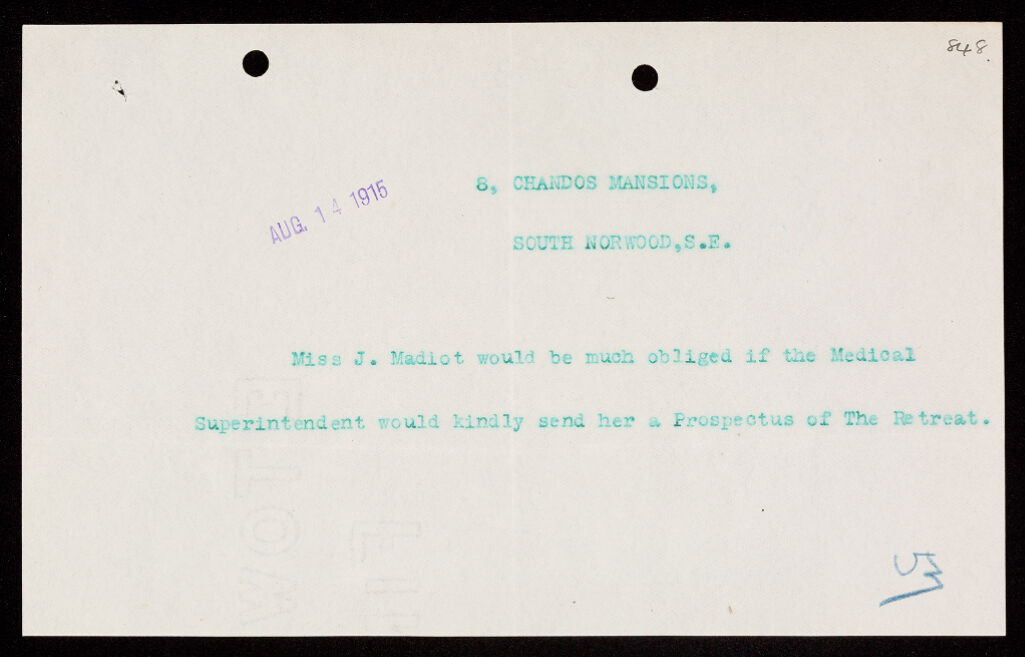 848
8, CHANDOS MANSIONS,
AUG. 14 1915
SOUTH NORWOOD,S.E.
Miss J. Madiot would be much obliged if the Medical
Superintendent would kindly send her a Prospectus of The Retreat.